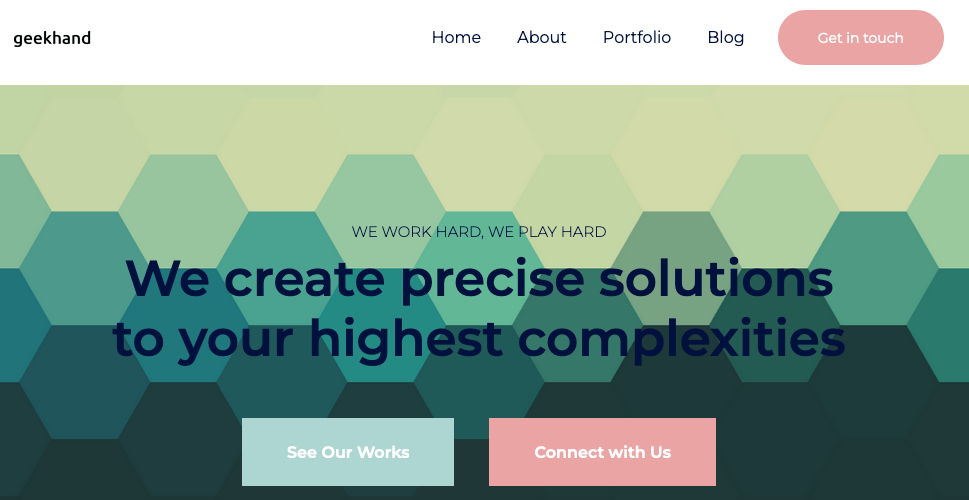 geekhand
Home About Portfolio Blog Get in touch
WE WORK HARD, WE PLAY HARD
We create precise solutions
to your highest complexities
See Our Works Connect with Us